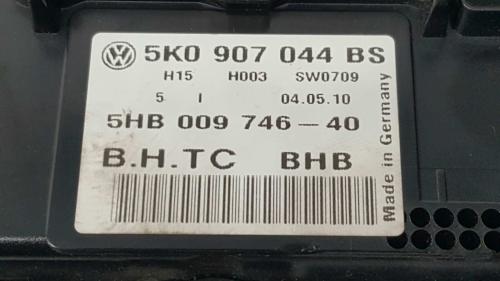 5K0 907 044 BS
H15 H003 SW0709
5 I 04.05.10
5HB 009 746-40
B.H.TC BHB
Made in Germany